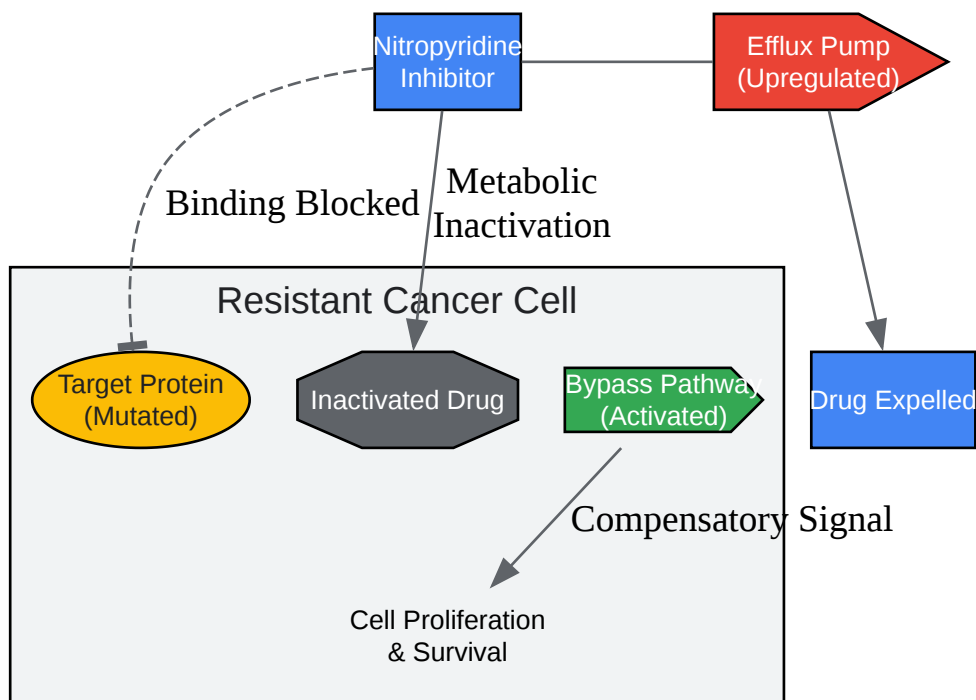 Nitropyridine
Inhibitor
Efflux Pump
(Upregulated)
Binding Blocked
Metabolic
Inactivation
Resistant Cancer Cell
Target Protein
(Mutated)
Inactivated Drug
Bypass Pathway
(Activated)
Drug Expelled
Compensatory Signal
Cell Proliferation
& Survival